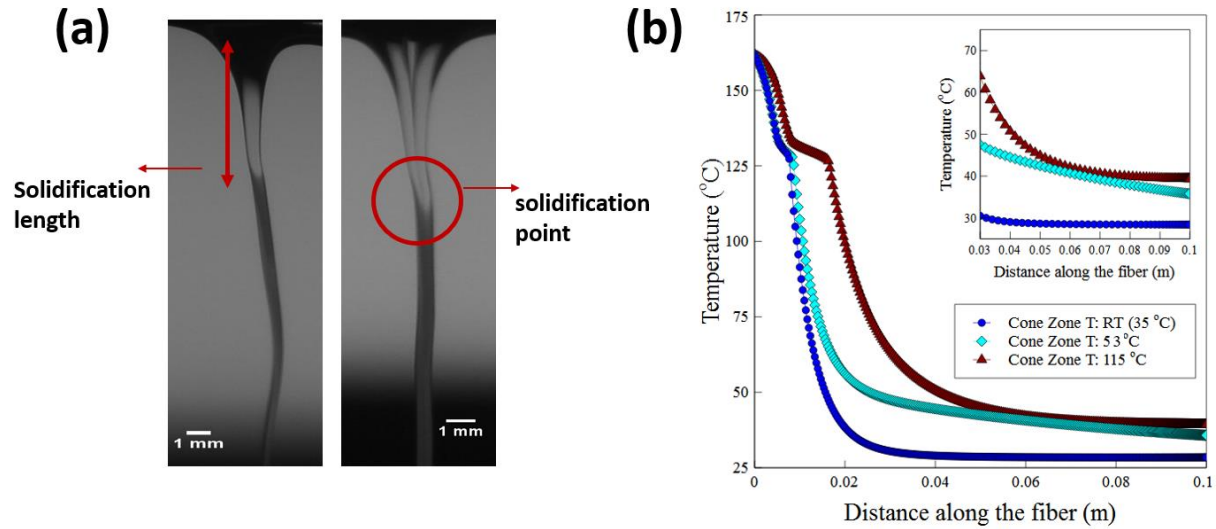 (a)
Solidification
length
1 mm
solidification
point
1 mm
(b)
175
150
125
100
75
50
25
Temperature (°C)
0
0.02
0.04
0.06
0.08
0.1
Distance along the fiber (m)
70
60
50
40
30
Temperature (°C)
0.03
0.04
0.05
0.06
0.07
0.08
0.09
0.1
Distance along the fiber (m)
Cone Zone T: RT (35 °C)
Cone Zone T: 53 °C
Cone Zone T: 115 °C